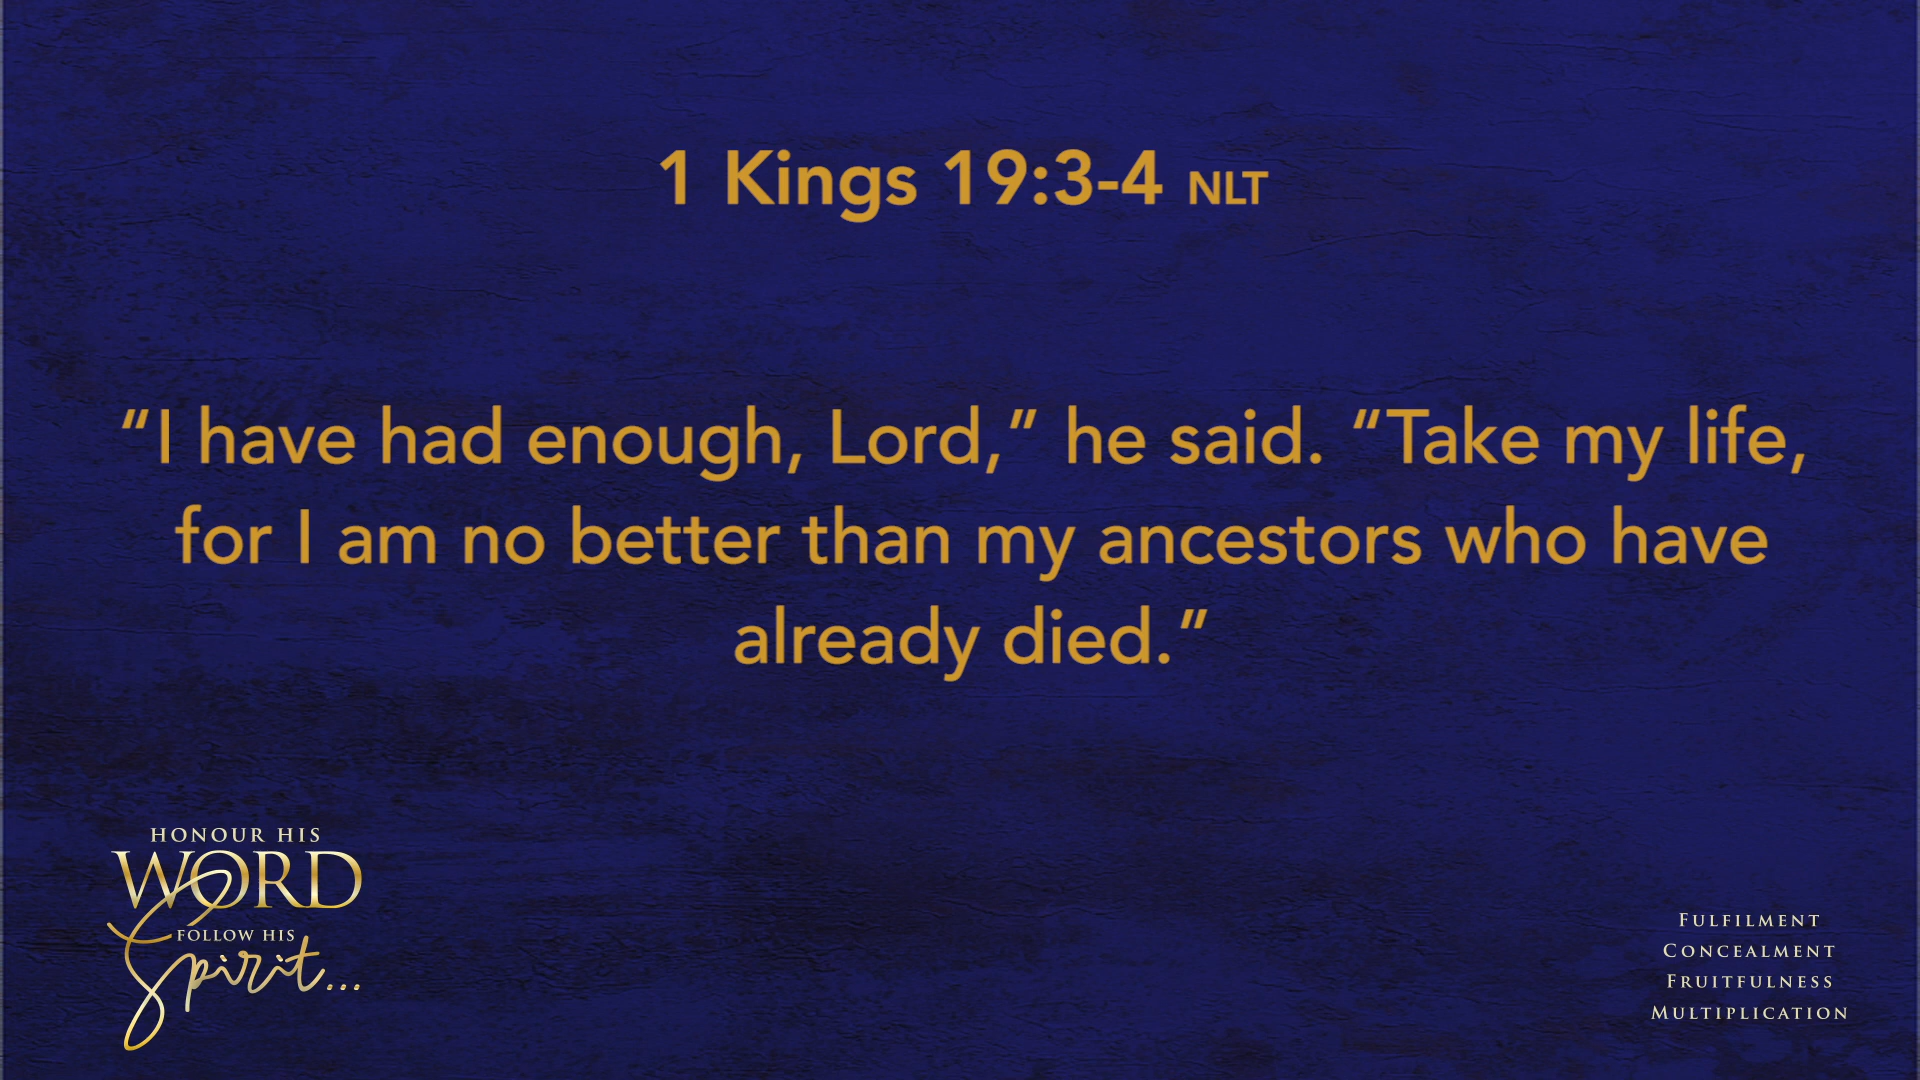 1 Kings 19:3-4 NLT
“I have had enough, Lord,” he said. “Take my life,
for I am no better than my ancestors who have
already died.”
HONOUR HIS
WORD
FOLLOW HIS
Spirit...
FULFILMENT
CONCEALMENT
FRUITFULNESS
MULTIPLICATION